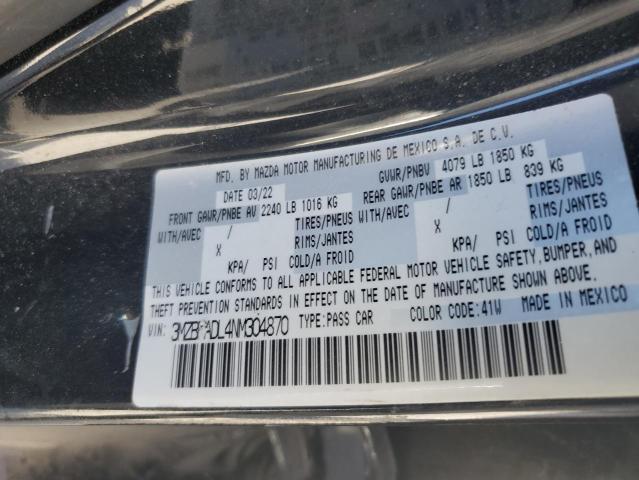 MFD. BY MAZDA MOTOR MANUFACTURING DE MEXICO S.A. DE C.V.
DATE 03/22 GVWR/PNBV 4079 LB 1850 KG
FRONT GAWR/PNBE AV 2240 LB 1016 KG REAR GAWR/PNBE AR 1850 LB 839 KG
WITH/AVEC / TIRES/PNEUS WITH/AVEC / TIRES/PNEUS
X RIMS/JANTES X RIMS/JANTES
KPA/ PSI COLD/A FROID KPA/ PSI COLD/A FROID
THIS VEHICLE CONFORMS TO ALL APPLICABLE FEDERAL MOTOR VEHICLE SAFETY, BUMPER, AND
THEFT PREVENTION STANDARDS IN EFFECT ON THE DATE OF MANUFACTURE SHOWN ABOVE.
VIN: TYPE:PASS CAR COLOR CODE:41W MADE IN MEXICO